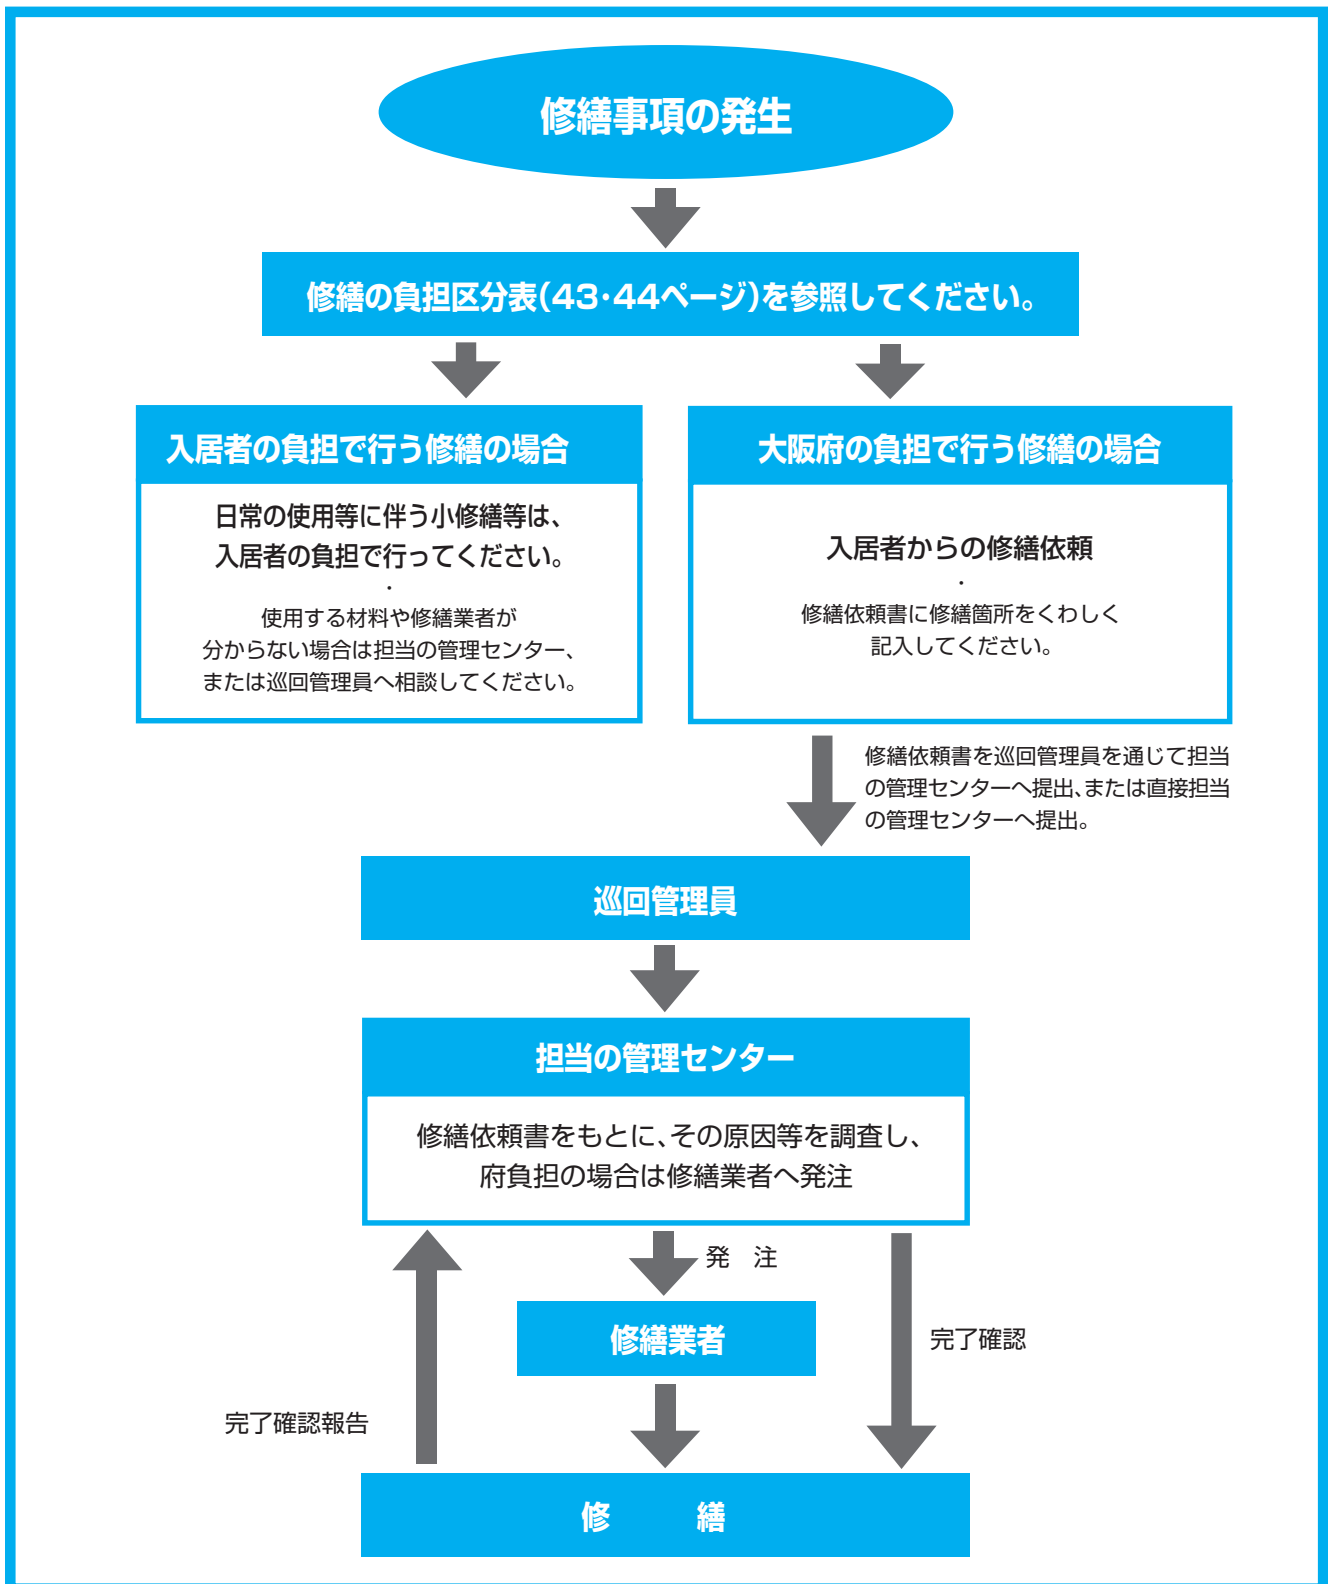 修繕事項の発生
修繕の負担区分表(43・44ページ)を参照してください。
入居者の負担で行う修繕の場合
日常の使用等に伴う小修繕等は、
入居者の負担で行ってください。
・
使用する材料や修繕業者が
分からない場合は担当の管理センター、
または巡回管理員へ相談してください。
大阪府の負担で行う修繕の場合
入居者からの修繕依頼
・
修繕依頼書に修繕箇所をくわしく
記入してください。
修繕依頼書を巡回管理員を通じて担当
の管理センターへ提出、または直接担当
の管理センターへ提出。
巡回管理員
担当の管理センター
修繕依頼書をもとに、その原因等を調査し、
府負担の場合は修繕業者へ発注
発　注
修繕業者
完了確認
完了確認報告
修　　繕